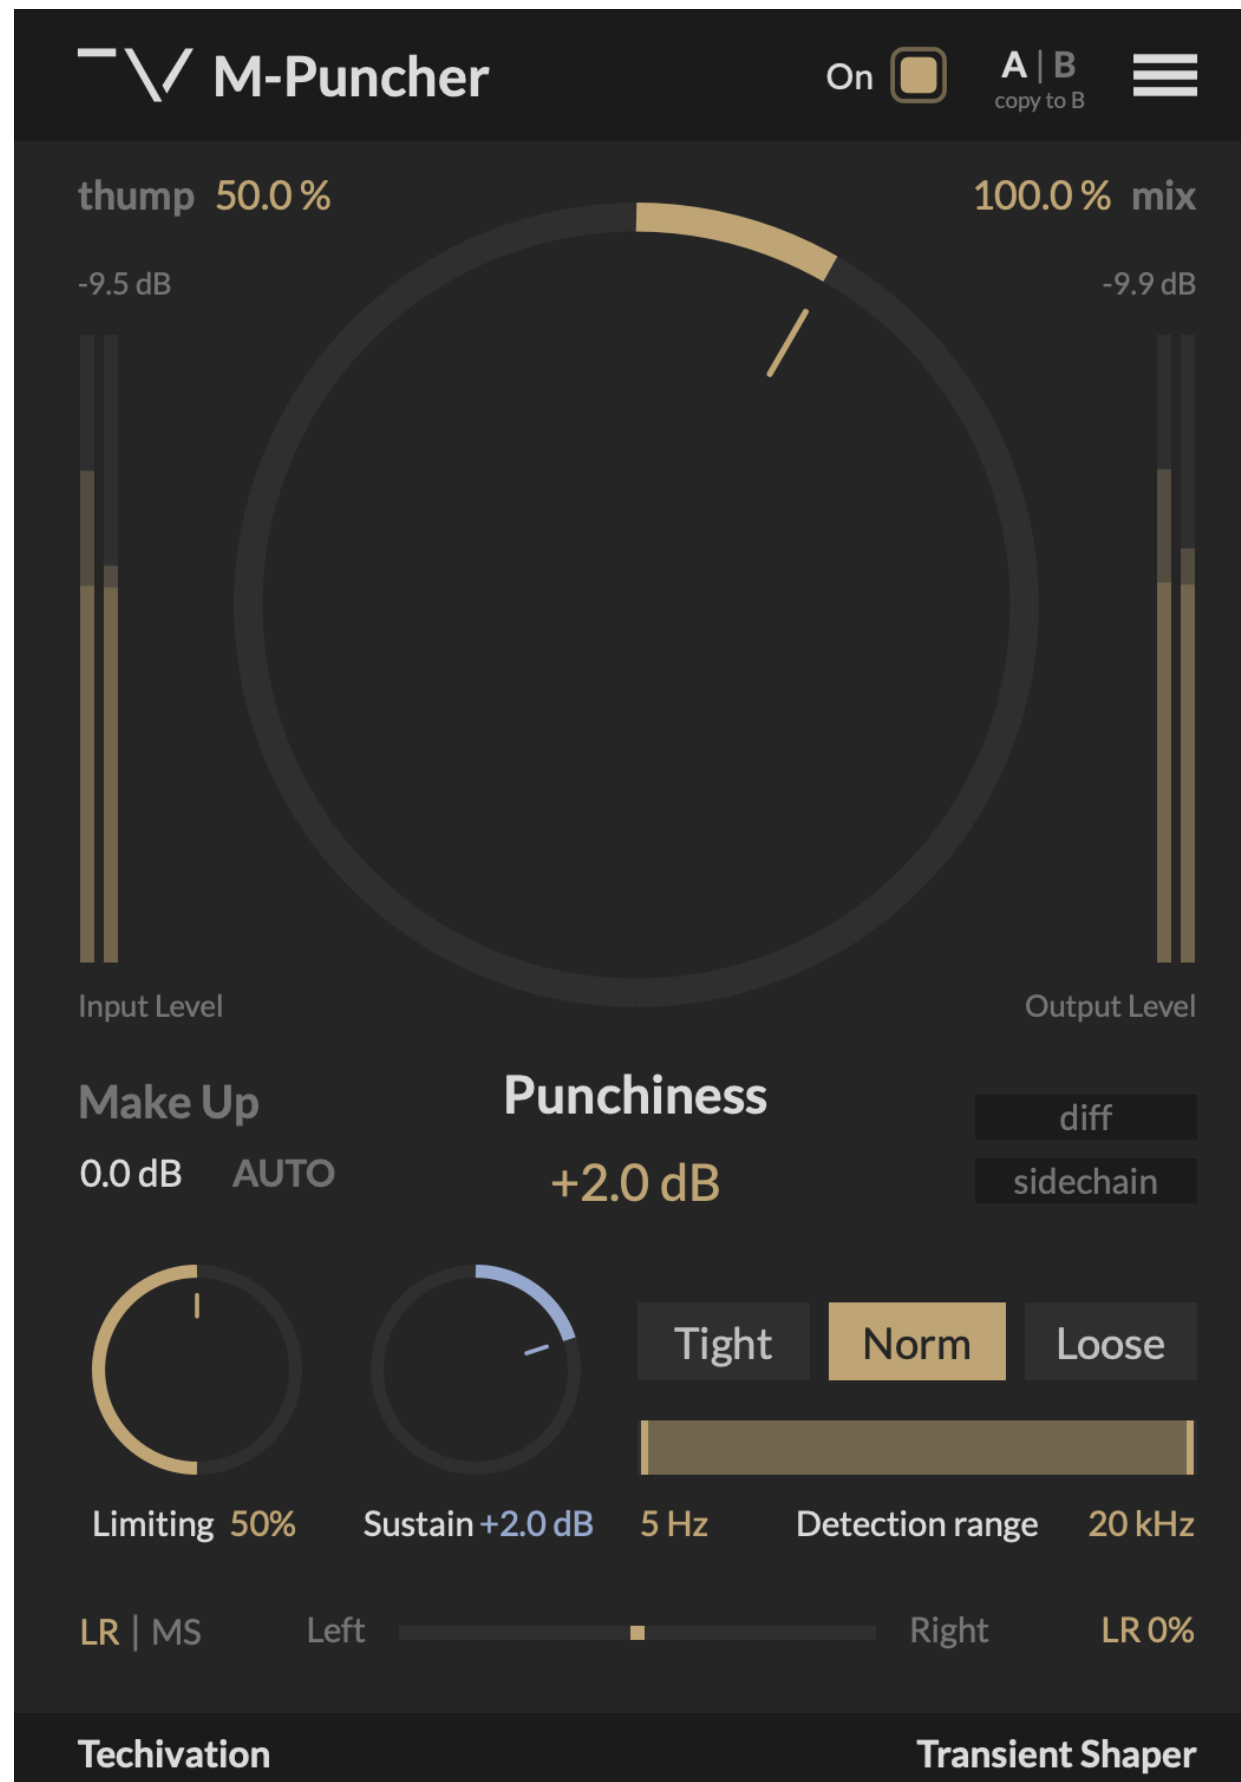 M-Puncher On A | B
copy to B
thump 50.0 % 100.0 % mix
-9.5 dB -9.9 dB
Input Level Output Level
Make Up Punchiness diff
0.0 dB AUTO +2.0 dB sidechain
Tight Norm Loose
Limiting 50% Sustain +2.0 dB 5 Hz Detection range 20 kHz
LR | MS Left Right LR 0%
Techivation Transient Shaper